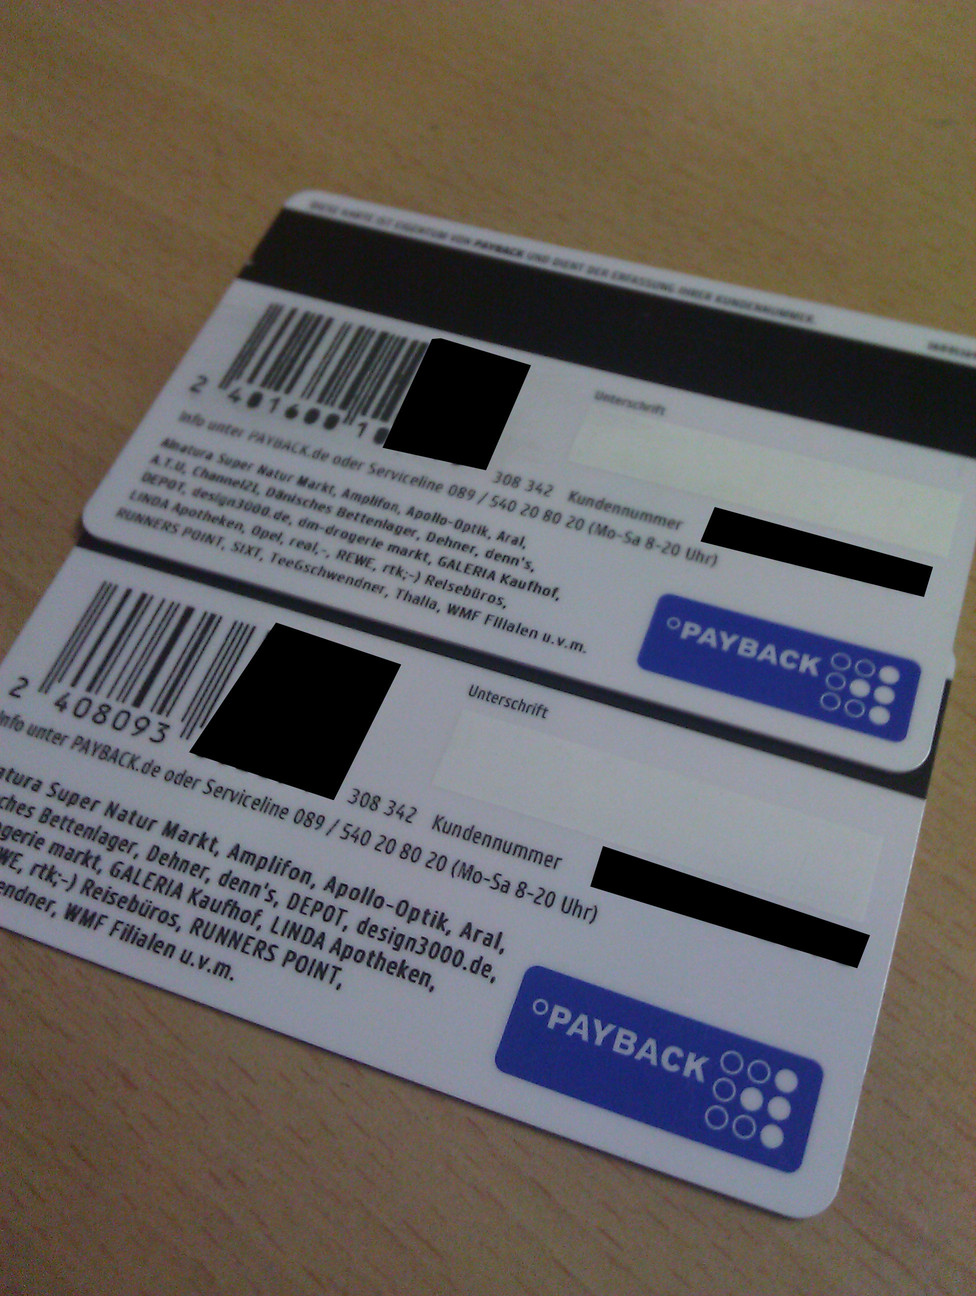 DIESE KARTE IST EIGENTUM VON PAYBACK UND DIENT DER ERFASSUNG IHRER KUNDENNUMMER.
2 401600 10
Unterschrift
308 342 Kundennummer
Info unter PAYBACK.de oder Serviceline 089 / 540 20 80 20 (Mo-Sa 8-20 Uhr)
Alnatura Super Natur Markt, Amplifon, Apollo-Optik, Aral,
A.T.U, Channel21, Dänisches Bettenlager, Dehner, denn's,
DEPOT, design3000.de, dm-drogerie markt, GALERIA Kaufhof,
LINDA Apotheken, Opel, real,-, REWE, rtk;-) Reisebüros,
RUNNERS POINT, SiXT, TeeGschwendner, Thalia, WMF Filialen u.v.m.
PAYBACK
2 408093
Unterschrift
308 342 Kundennummer
Info unter PAYBACK.de oder Serviceline 089 / 540 20 80 20 (Mo-Sa 8-20 Uhr)
atura Super Natur Markt, Amplifon, Apollo-Optik, Aral,
ches Bettenlager, Dehner, denn's, DEPOT, design3000.de,
gerie markt, GALERIA Kaufhof, LINDA Apotheken,
WE, rtk;-) Reisebüros, RUNNERS POINT,
endner, WMF Filialen u.v.m.
PAYBACK